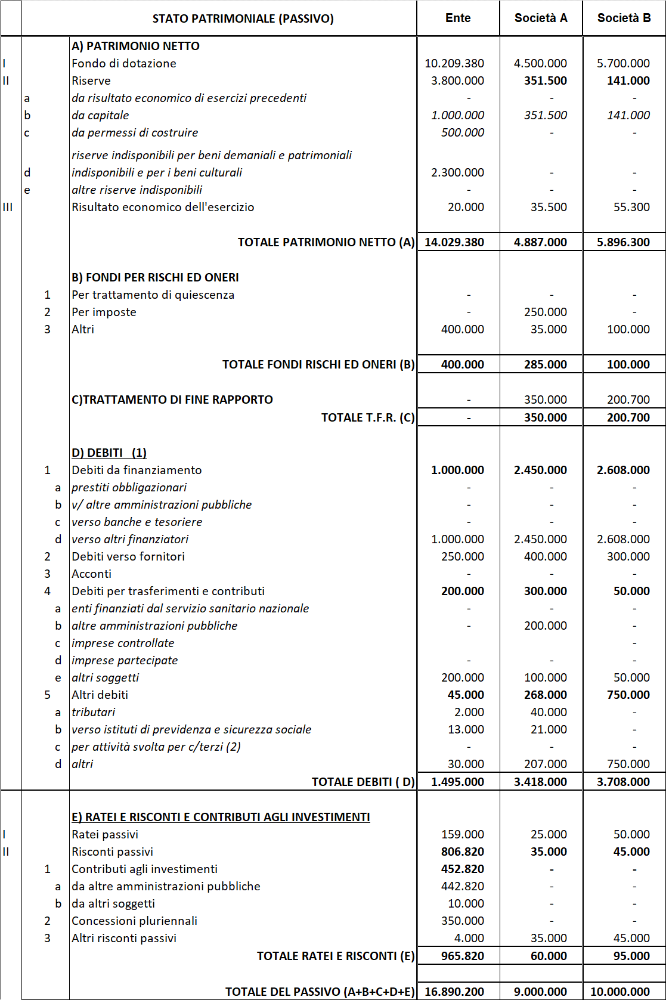 STATO PATRIMONIALE (PASSIVO) Ente Società A Società B
A) PATRIMONIO NETTO
I Fondo di dotazione 10.209.380 4.500.000 5.700.000
II Riserve 3.800.000 351.500 141.000
a da risultato economico di esercizi precedenti - - -
b da capitale 1.000.000 351.500 141.000
c da permessi di costruire 500.000 - -
riserve indisponibili per beni demaniali e patrimoniali
d indisponibili e per i beni culturali 2.300.000 - -
e altre riserve indisponibili - - -
III Risultato economico dell'esercizio 20.000 35.500 55.300
TOTALE PATRIMONIO NETTO (A) 14.029.380 4.887.000 5.896.300
B) FONDI PER RISCHI ED ONERI
1 Per trattamento di quiescenza - - -
2 Per imposte - 250.000 -
3 Altri 400.000 35.000 100.000
TOTALE FONDI RISCHI ED ONERI (B) 400.000 285.000 100.000
C)TRATTAMENTO DI FINE RAPPORTO - 350.000 200.700
TOTALE T.F.R. (C) - 350.000 200.700
D) DEBITI (1)
1 Debiti da finanziamento 1.000.000 2.450.000 2.608.000
a prestiti obbligazionari - - -
b v/ altre amministrazioni pubbliche - - -
c verso banche e tesoriere - - -
d verso altri finanziatori 1.000.000 2.450.000 2.608.000
2 Debiti verso fornitori 250.000 400.000 300.000
3 Acconti - - -
4 Debiti per trasferimenti e contributi 200.000 300.000 50.000
a enti finanziati dal servizio sanitario nazionale - - -
b altre amministrazioni pubbliche - 200.000 -
c imprese controllate -
d imprese partecipate - - -
e altri soggetti 200.000 100.000 50.000
5 Altri debiti 45.000 268.000 750.000
a tributari 2.000 40.000 -
b verso istituti di previdenza e sicurezza sociale 13.000 21.000 -
c per attività svolta per c/terzi (2) - - -
d altri 30.000 207.000 750.000
TOTALE DEBITI ( D) 1.495.000 3.418.000 3.708.000
E) RATEI E RISCONTI E CONTRIBUTI AGLI INVESTIMENTI
I Ratei passivi 159.000 25.000 50.000
II Risconti passivi 806.820 35.000 45.000
1 Contributi agli investimenti 452.820 - -
a da altre amministrazioni pubbliche 442.820 - -
b da altri soggetti 10.000 - -
2 Concessioni pluriennali 350.000 - -
3 Altri risconti passivi 4.000 35.000 45.000
TOTALE RATEI E RISCONTI (E) 965.820 60.000 95.000
TOTALE DEL PASSIVO (A+B+C+D+E) 16.890.200 9.000.000 10.000.000